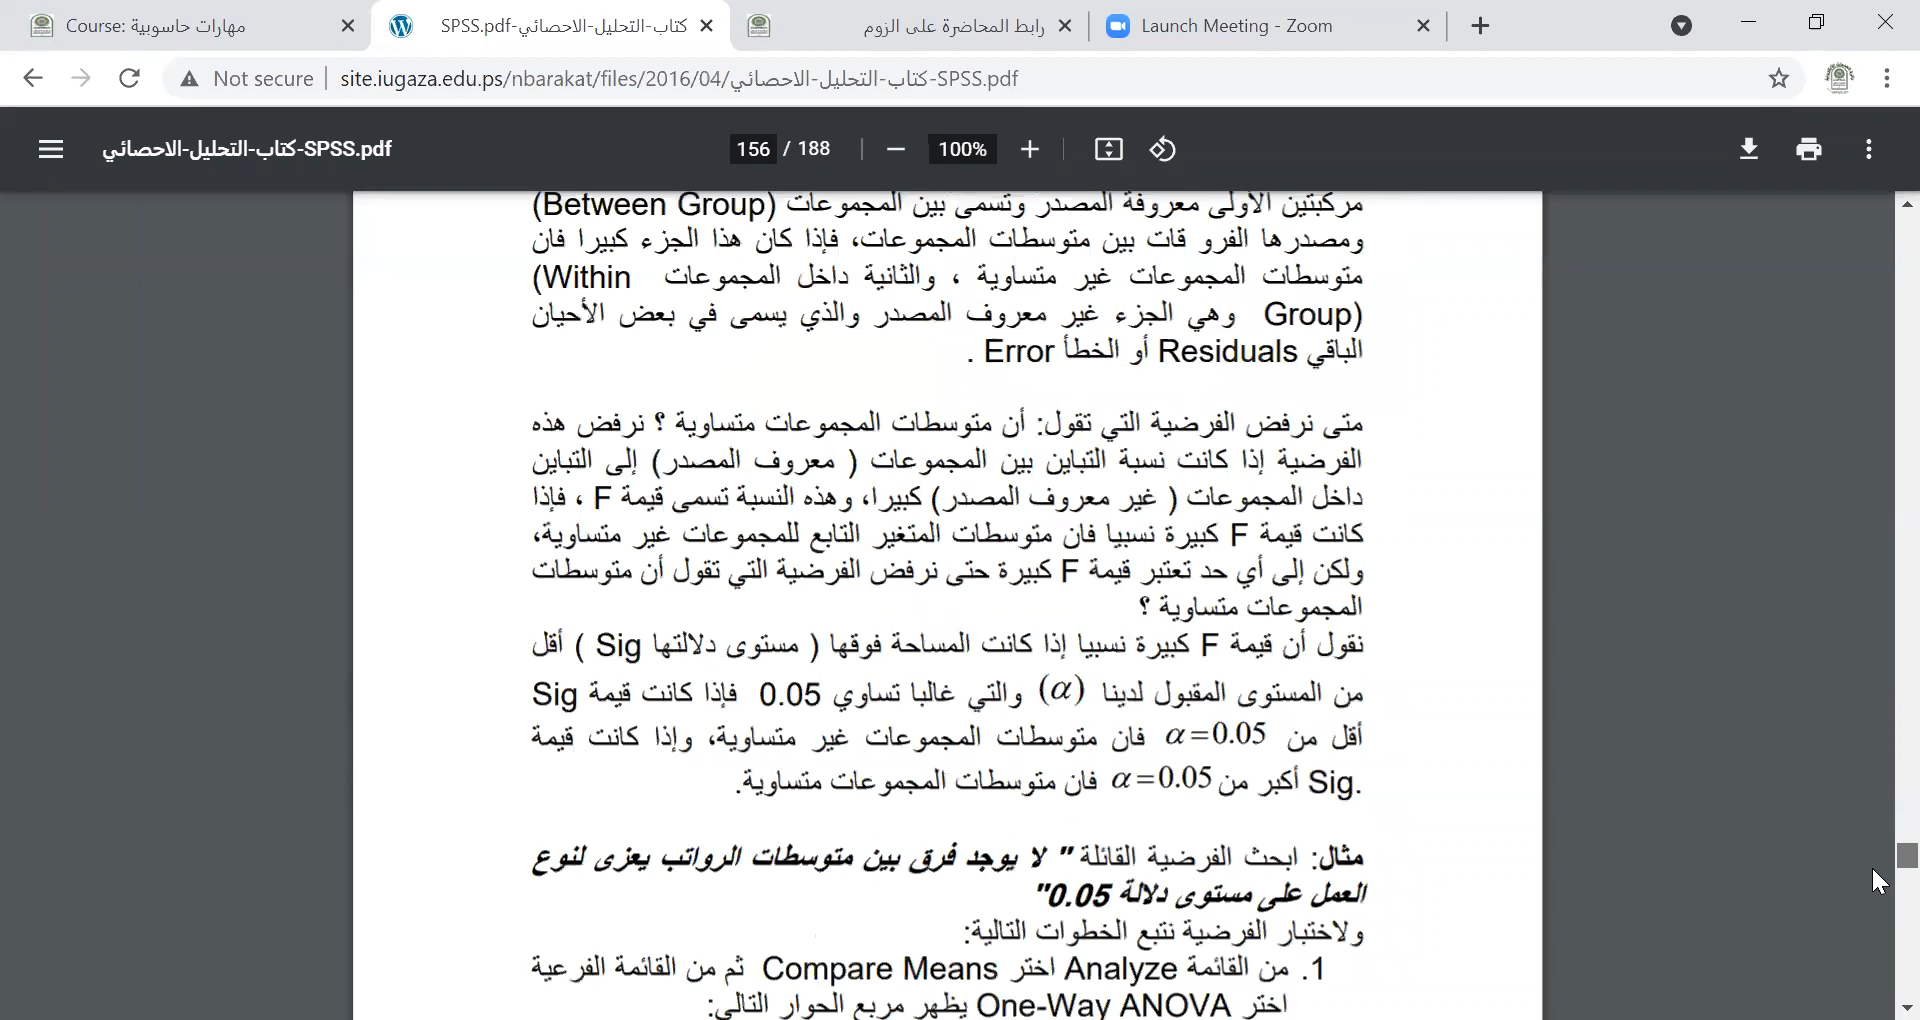 Course: مهارات حاسوبية
كتاب-التحليل-الاحصائي-SPSS.pdf
رابط المحاضرة على الزوم
Launch Meeting - Zoom
Not secure
site.iugaza.edu.ps/nbarakat/files/2016/04/كتاب-التحليل-الاحصائي-SPSS.pdf
كتاب-التحليل-الاحصائي-SPSS.pdf
156 / 188
100%
مركبتين الأولى معروفة المصدر وتسمى بين المجموعات (Between Group)
ومصدرها الفرو قات بين متوسطات المجموعات، فإذا كان هذا الجزء كبيرا فان
متوسطات المجموعات غير متساوية ، والثانية داخل المجموعات (Within
Group) وهي الجزء غير معروف المصدر والذي يسمى في بعض الأحيان
الباقي Residuals أو الخطأ Error .
متى نرفض الفرضية التي تقول: أن متوسطات المجموعات متساوية ؟ نرفض هذه
الفرضية إذا كانت نسبة التباين بين المجموعات ( معروف المصدر) إلى التباين
داخل المجموعات ( غير معروف المصدر) كبيرا، وهذه النسبة تسمى قيمة F ، فإذا
كانت قيمة F كبيرة نسبيا فان متوسطات المتغير التابع للمجموعات غير متساوية،
ولكن إلى أي حد تعتبر قيمة F كبيرة حتى نرفض الفرضية التي تقول أن متوسطات
المجموعات متساوية ؟
نقول أن قيمة F كبيرة نسبيا إذا كانت المساحة فوقها ( مستوى دلالتها Sig ) أقل
من المستوى المقبول لدينا (α) والتي غالبا تساوي 0.05 فإذا كانت قيمة Sig
أقل من α=0.05 فان متوسطات المجموعات غير متساوية، وإذا كانت قيمة
Sig. أكبر من α=0.05 فان متوسطات المجموعات متساوية.
مثال: ابحث الفرضية القائلة " لا يوجد فرق بين متوسطات الرواتب يعزى لنوع
العمل على مستوى دلالة 0.05"
ولاختبار الفرضية نتبع الخطوات التالية:
1. من القائمة Analyze اختر Compare Means ثم من القائمة الفرعية
اختر One-Way ANOVA يظهر مربع الحوار التالي: